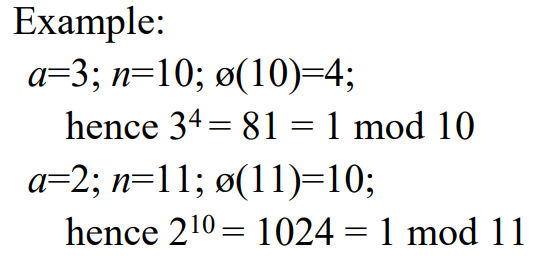 Example:
a=3; n=10; ø(10)=4;
hence 3⁴ = 81 = 1 mod 10
a=2; n=11; ø(11)=10;
hence 2¹⁰ = 1024 = 1 mod 11